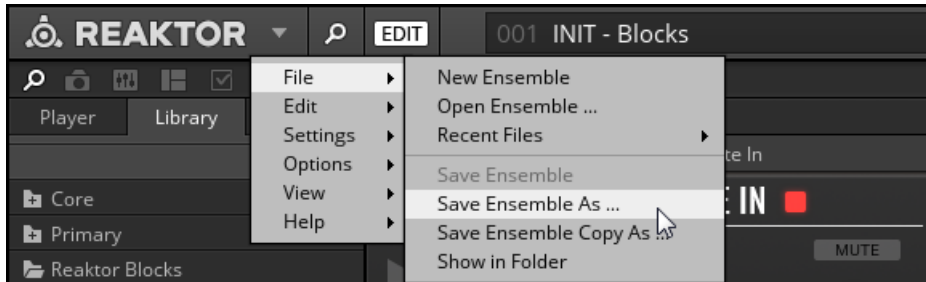 REAKTOR EDIT 001 INIT - Blocks
File
Edit
Settings
Options
View
Help
New Ensemble
Open Ensemble ...
Recent Files
Save Ensemble
Save Ensemble As ...
Save Ensemble Copy As ...
Show in Folder
Player Library
Core
Primary
Reaktor Blocks
te In
E IN
MUTE